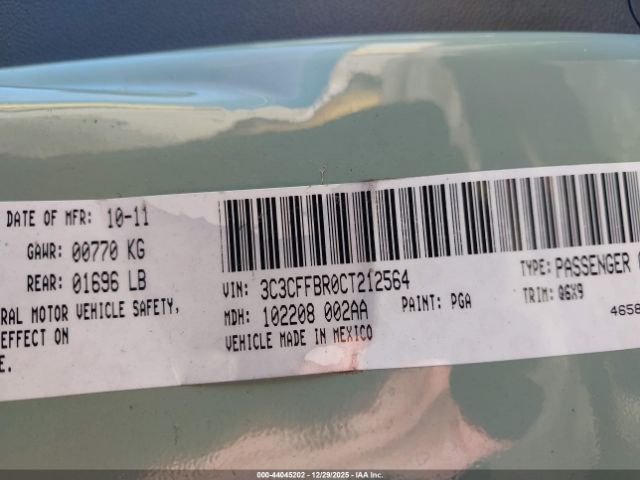 DATE OF MFR: 10-11
GAWR: 00770 KG
REAR: 01696 LB
RAL MOTOR VEHICLE SAFETY,
EFFECT ON
E.
VIN: 3C3CFFBR0CT212564
MDH: 102208 002AA
PAINT: PGA
VEHICLE MADE IN MEXICO
TYPE: PASSENGER
TRIM: Q6X9
4658
000-44045202 - 12/29/2025 - IAAI.COM